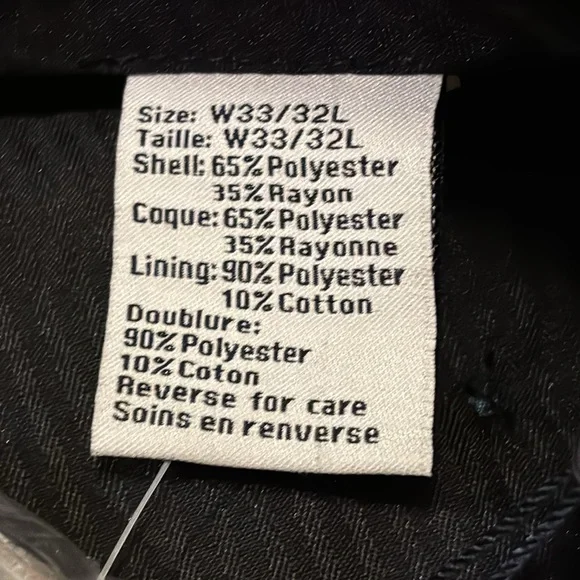 Size: W33/32L
Taille: W33/32L
Shell: 65% Polyester
35% Rayon
Coque: 65% Polyester
35% Rayonne
Lining: 90% Polyester
10% Cotton
Doublure:
90% Polyester
10% Coton
Reverse for care
Soins en renverse